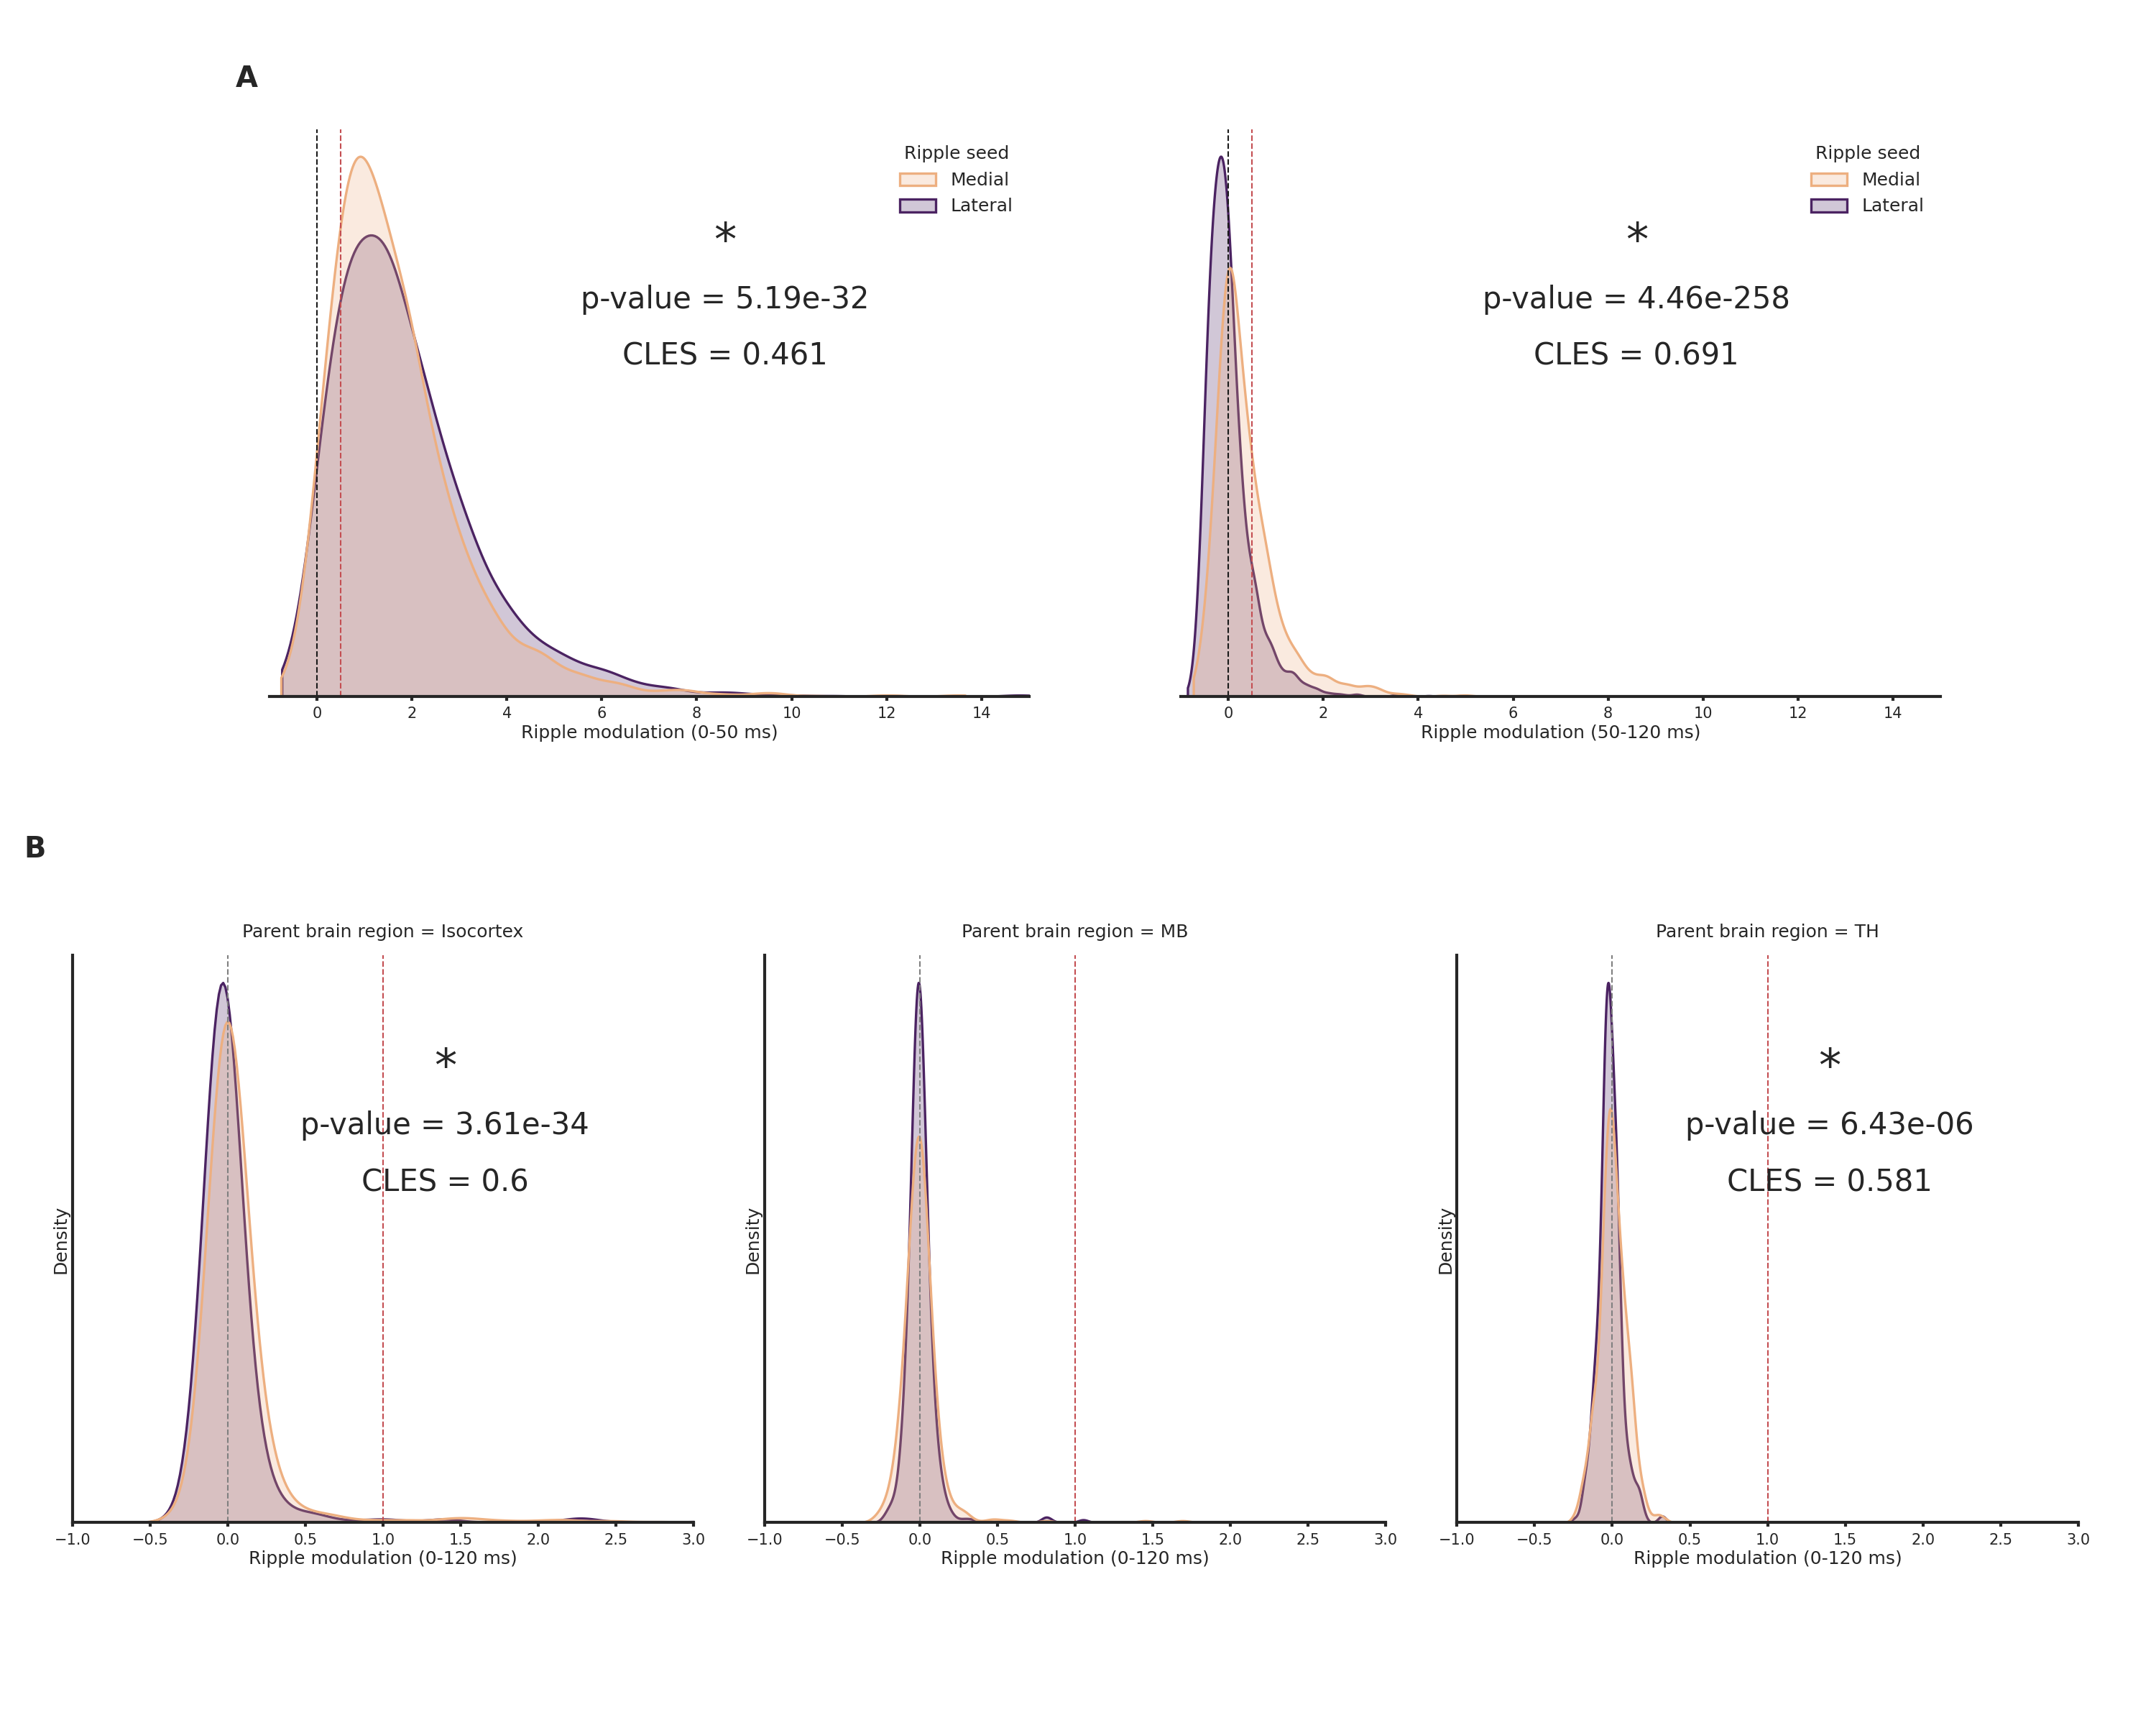 A
Ripple seed
Medial
Lateral
*
p-value = 5.19e-32
CLES = 0.461
0 2 4 6 8 10 12 14
Ripple modulation (0-50 ms)
Ripple seed
Medial
Lateral
*
p-value = 4.46e-258
CLES = 0.691
0 2 4 6 8 10 12 14
Ripple modulation (50-120 ms)
B
Parent brain region = Isocortex
*
p-value = 3.61e-34
CLES = 0.6
Density
−1.0 −0.5 0.0 0.5 1.0 1.5 2.0 2.5 3.0
Ripple modulation (0-120 ms)
Parent brain region = MB
Density
−1.0 −0.5 0.0 0.5 1.0 1.5 2.0 2.5 3.0
Ripple modulation (0-120 ms)
Parent brain region = TH
*
p-value = 6.43e-06
CLES = 0.581
Density
−1.0 −0.5 0.0 0.5 1.0 1.5 2.0 2.5 3.0
Ripple modulation (0-120 ms)